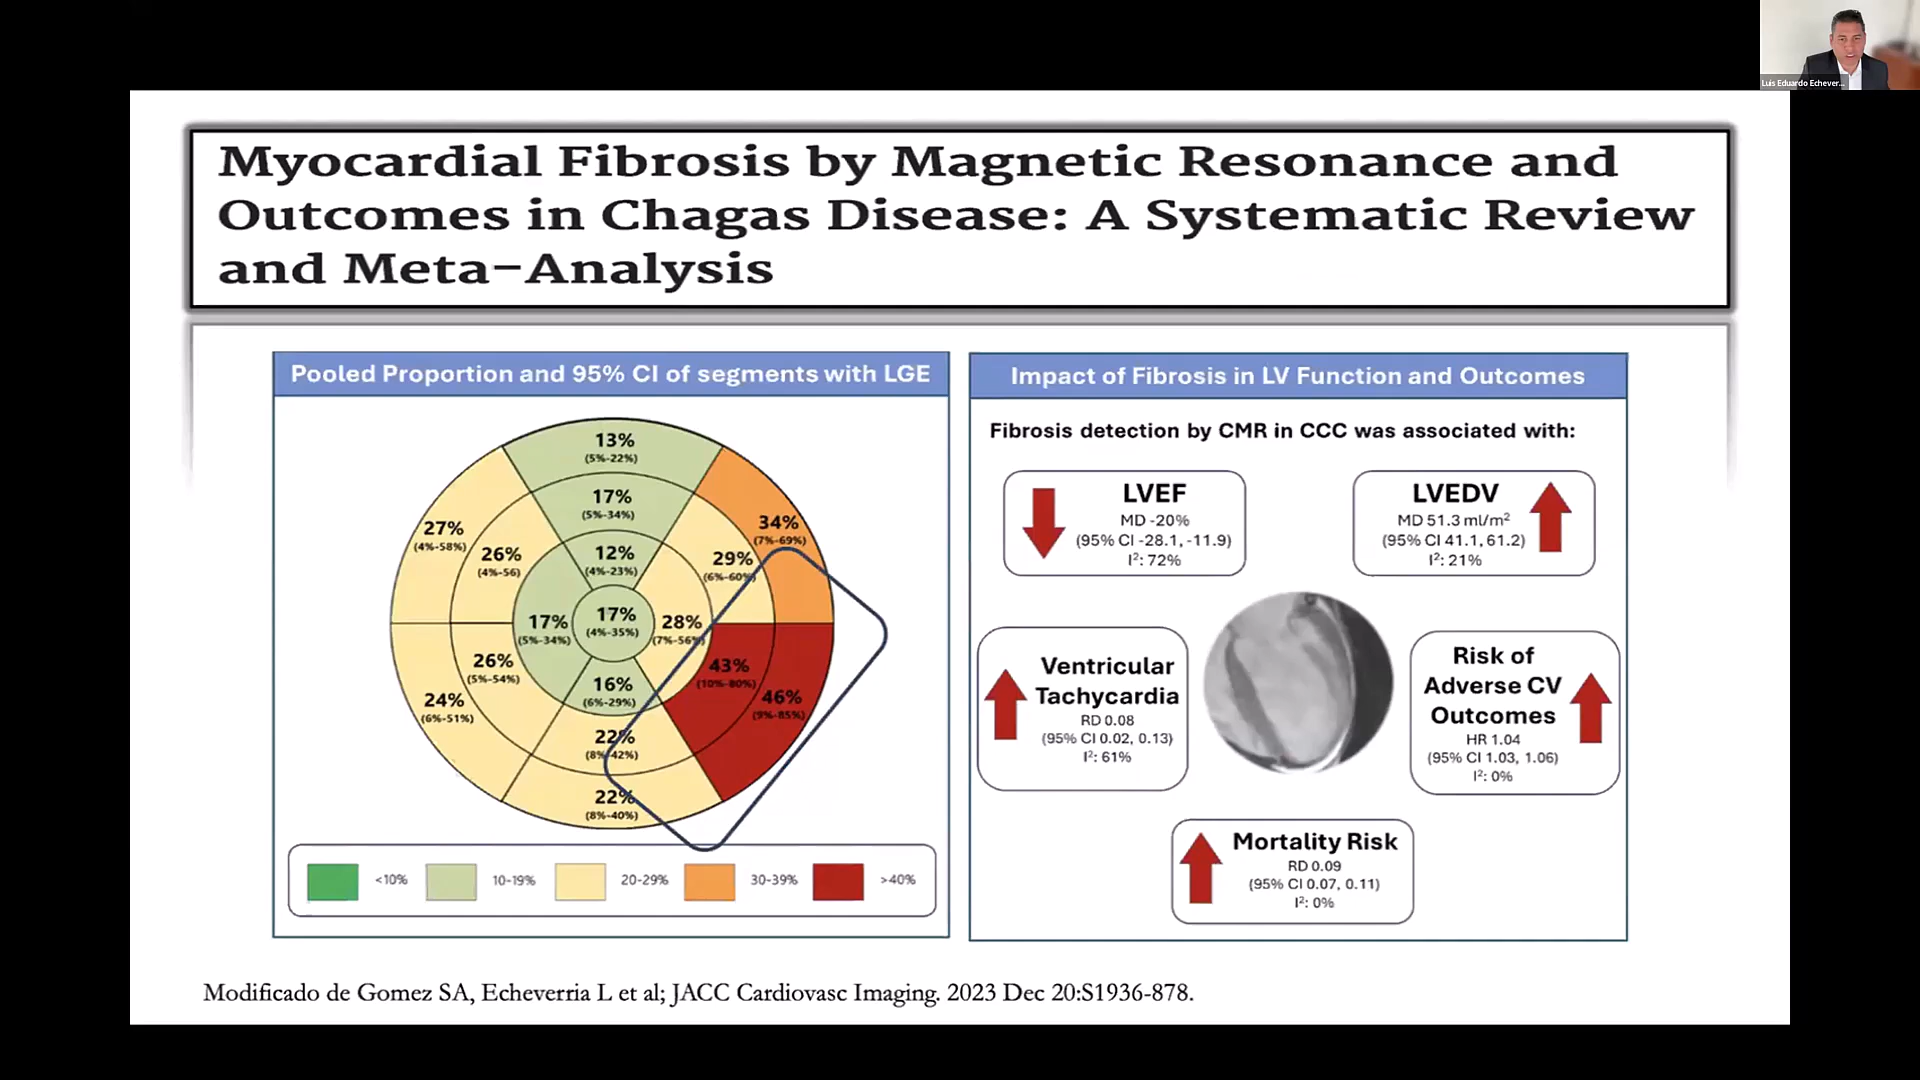 Luis Eduardo Echever...
Myocardial Fibrosis by Magnetic Resonance and
Outcomes in Chagas Disease: A Systematic Review
and Meta-Analysis
Pooled Proportion and 95% CI of segments with LGE
13%
(5%-22%)
17%
(5%-34%)
12%
(4%-23%)
17%
(4%-35%)
27%
(4%-58%)
26%
(4%-56)
34%
(7%-69%)
29%
(6%-60%)
17%
(5%-34%)
28%
(7%-56%)
26%
(5%-54%)
24%
(6%-51%)
16%
(6%-29%)
43%
(10%-80%)
46%
(9%-85%)
22%
(8%-42%)
22%
(8%-40%)
<10%
10-19%
20-29%
30-39%
>40%
Impact of Fibrosis in LV Function and Outcomes
Fibrosis detection by CMR in CCC was associated with:
LVEF
MD -20%
(95% CI -28.1, -11.9)
I²: 72%
LVEDV
MD 51.3 ml/m²
(95% CI 41.1, 61.2)
I²: 21%
Ventricular
Tachycardia
RD 0.08
(95% CI 0.02, 0.13)
I²: 61%
Risk of
Adverse CV
Outcomes
HR 1.04
(95% CI 1.03, 1.06)
I²: 0%
Mortality Risk
RD 0.09
(95% CI 0.07, 0.11)
I²: 0%
Modificado de Gomez SA, Echeverria L et al; JACC Cardiovasc Imaging. 2023 Dec 20:S1936-878.